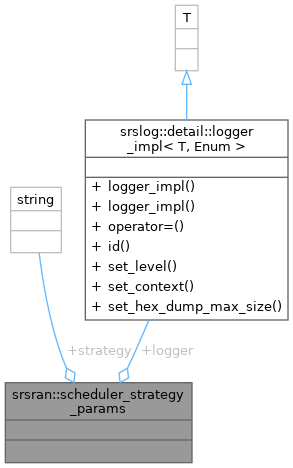 T
srslog::detail::logger
_impl< T, Enum >
string
+ logger_impl()
+ logger_impl()
+ operator=()
+ id()
+ set_level()
+ set_context()
+ set_hex_dump_max_size()
+strategy
+logger
srsran::scheduler_strategy
_params